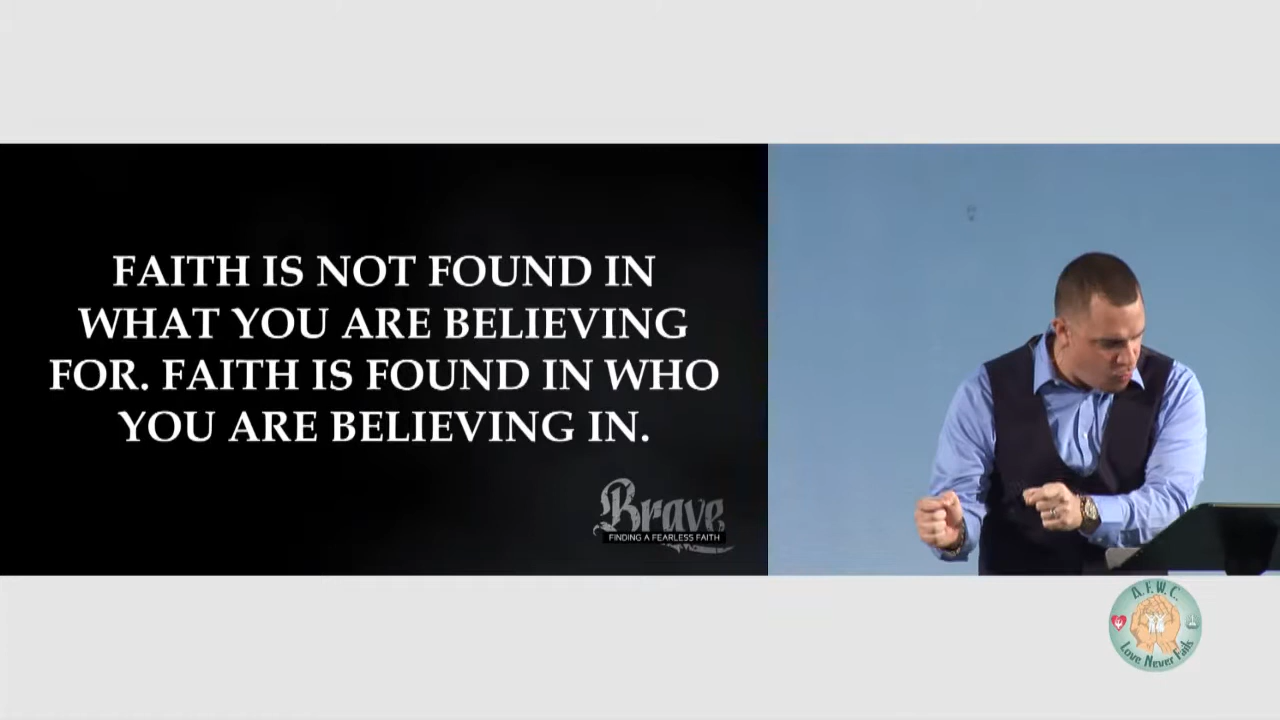 FAITH IS NOT FOUND IN
WHAT YOU ARE BELIEVING
FOR. FAITH IS FOUND IN WHO
YOU ARE BELIEVING IN.
Brave
FINDING A FEARLESS FAITH
A.F.W.C.
Love Never Fails